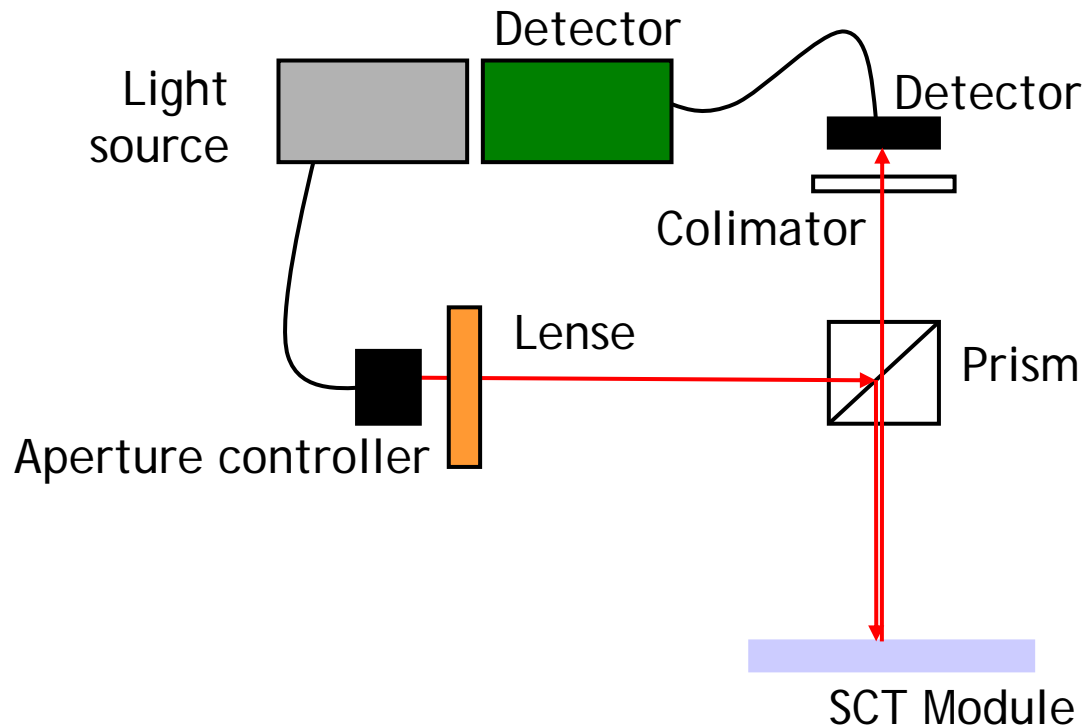 Detector
Light
source
Detector
Colimator
Lense
Prism
Aperture controller
SCT Module